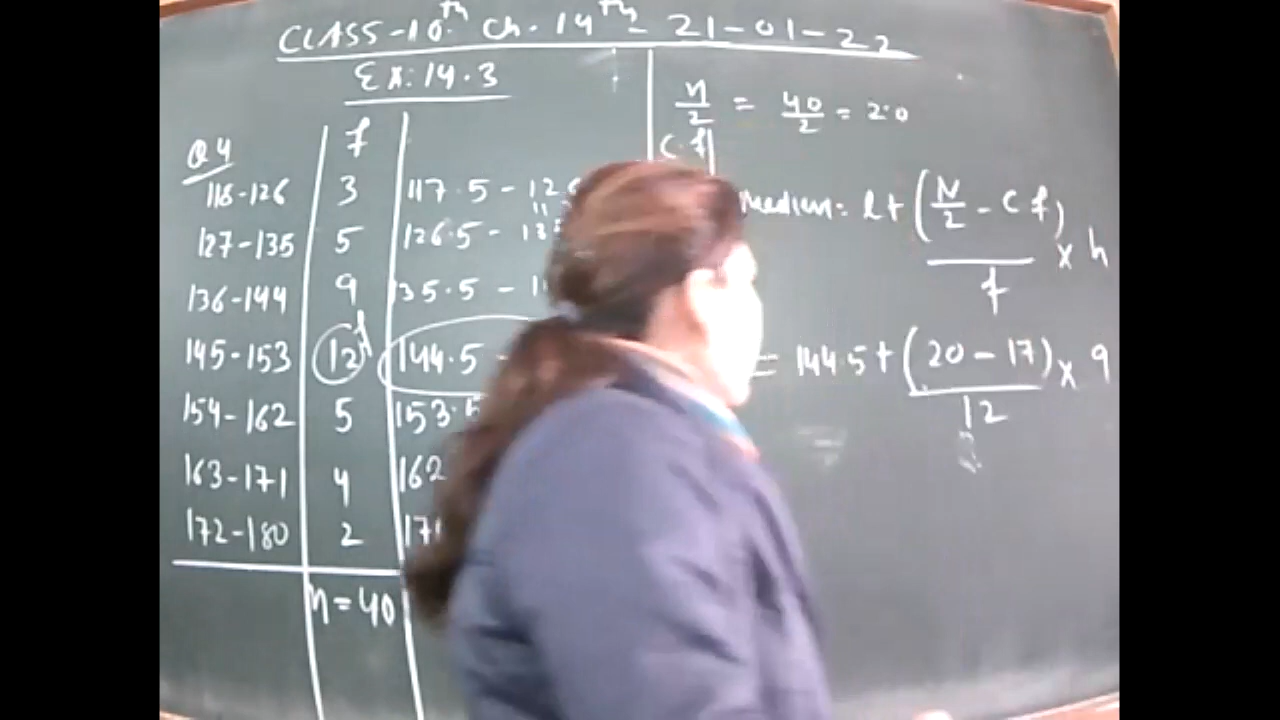 CLASS-10th Ch. 14th - 21-01-22
Ex: 14.3
n/2 = 40/2 = 20
C.f
Q4
f
118-126 3 117.5 - 12
127-135 5 126.5 - 135
136-144 9 135.5 - 1
145-153 12 f 144.5 -
154-162 5 153.5
163-171 4 162
172-180 2 171
n = 40
Median = l + (N/2 - Cf)/f × h
= 144.5 + (20 - 17)/12 × 9